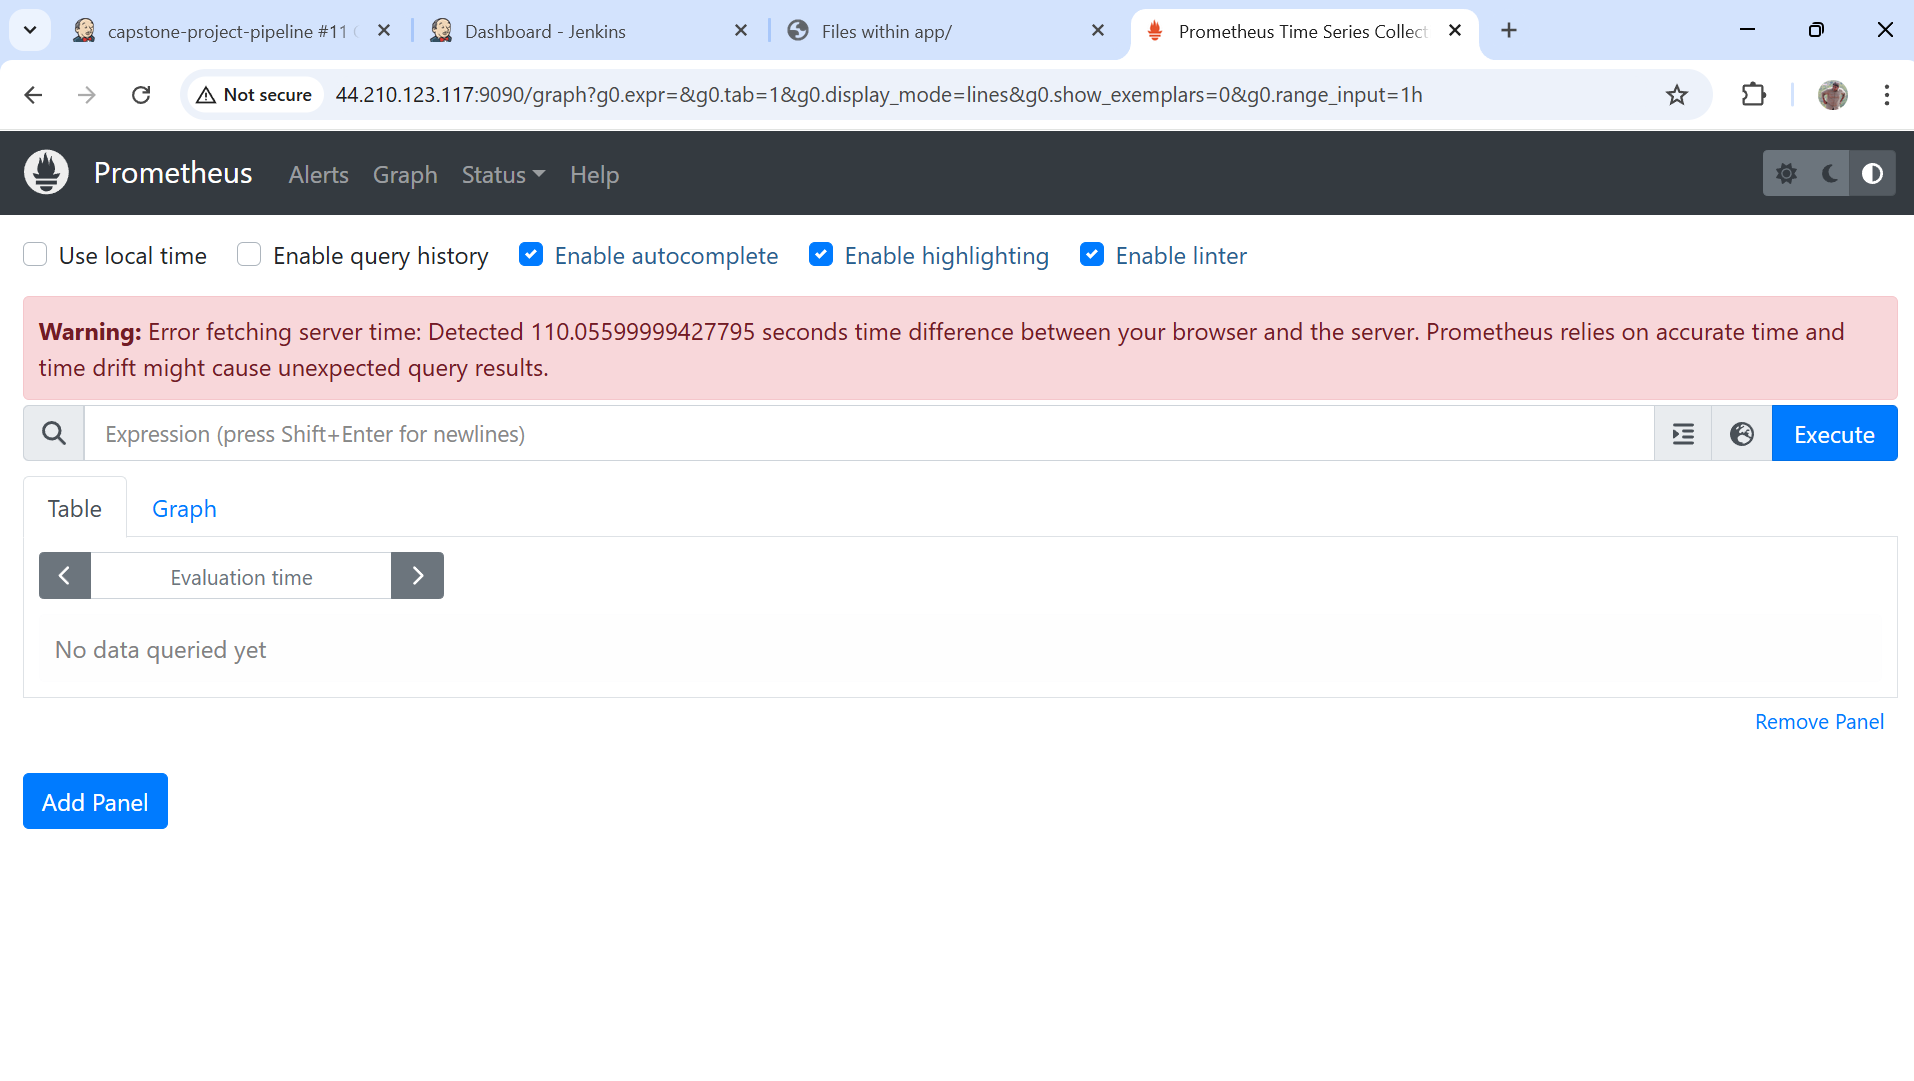 capstone-project-pipeline #11
Dashboard - Jenkins
Files within app/
Prometheus Time Series Collect
Not secure
44.210.123.117:9090/graph?g0.expr=&g0.tab=1&g0.display_mode=lines&g0.show_exemplars=0&g0.range_input=1h
Prometheus
Alerts
Graph
Status
Help
Use local time
Enable query history
Enable autocomplete
Enable highlighting
Enable linter
Warning: Error fetching server time: Detected 110.05599999427795 seconds time difference between your browser and the server. Prometheus relies on accurate time and
time drift might cause unexpected query results.
Expression (press Shift+Enter for newlines)
Execute
Table
Graph
Evaluation time
No data queried yet
Remove Panel
Add Panel